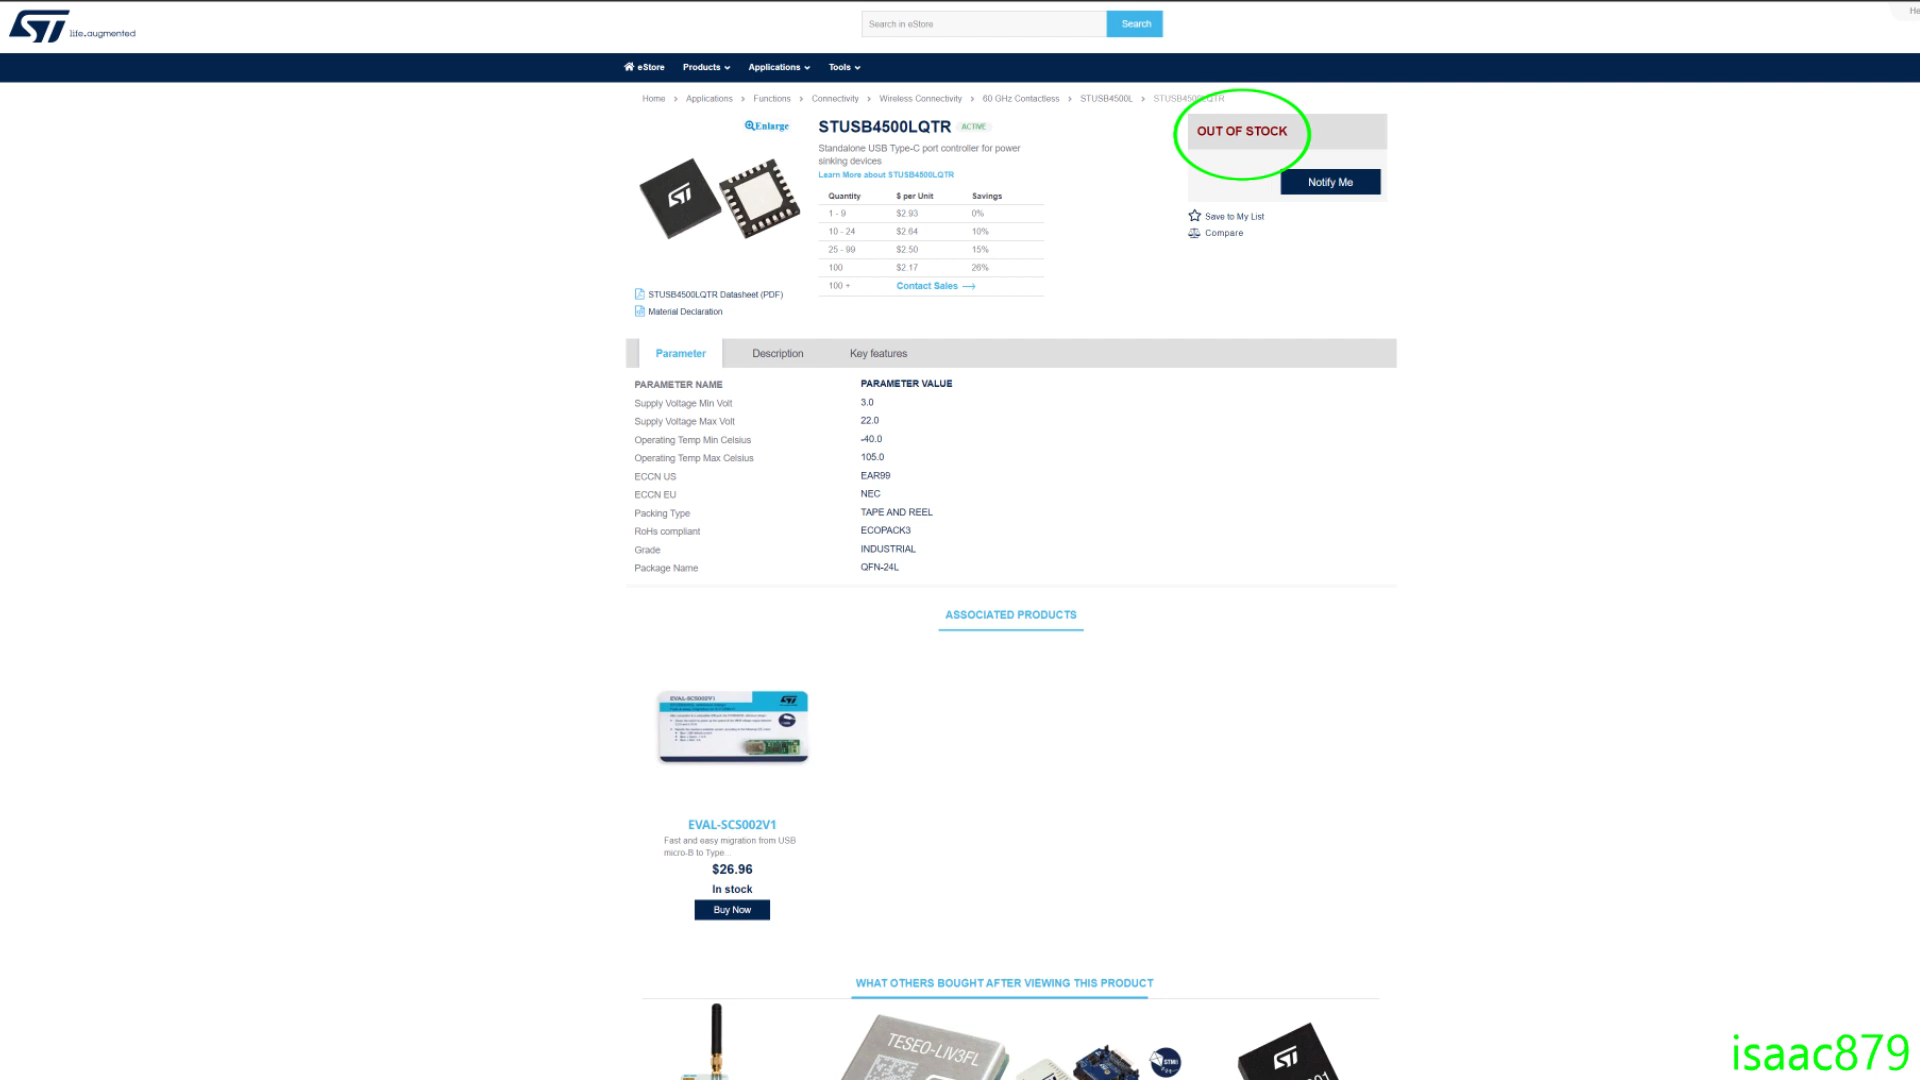 life.augmented
Search in eStore
Search
He
eStore Products Applications Tools
Home > Applications > Functions > Connectivity > Wireless Connectivity > 60 GHz Contactless > STUSB4500L > STUSB4500LQTR
Enlarge
STUSB4500LQTR ACTIVE
Standalone USB Type-C port controller for power
sinking devices
Learn More about STUSB4500LQTR
Quantity $ per Unit Savings
1 - 9 $2.93 0%
10 - 24 $2.64 10%
25 - 99 $2.50 15%
100 $2.17 26%
100 + Contact Sales
OUT OF STOCK
Notify Me
Save to My List
Compare
STUSB4500LQTR Datasheet (PDF)
Material Declaration
Parameter Description Key features
PARAMETER NAME PARAMETER VALUE
Supply Voltage Min Volt 3.0
Supply Voltage Max Volt 22.0
Operating Temp Min Celsius -40.0
Operating Temp Max Celsius 105.0
ECCN US EAR99
ECCN EU NEC
Packing Type TAPE AND REEL
RoHs compliant ECOPACK3
Grade INDUSTRIAL
Package Name QFN-24L
ASSOCIATED PRODUCTS
EVAL-SCS002V1
EVAL-SCS002V1
Fast and easy migration from USB
micro-B to Type...
$26.96
In stock
Buy Now
WHAT OTHERS BOUGHT AFTER VIEWING THIS PRODUCT
TESEO-LIV3FL
isaac879